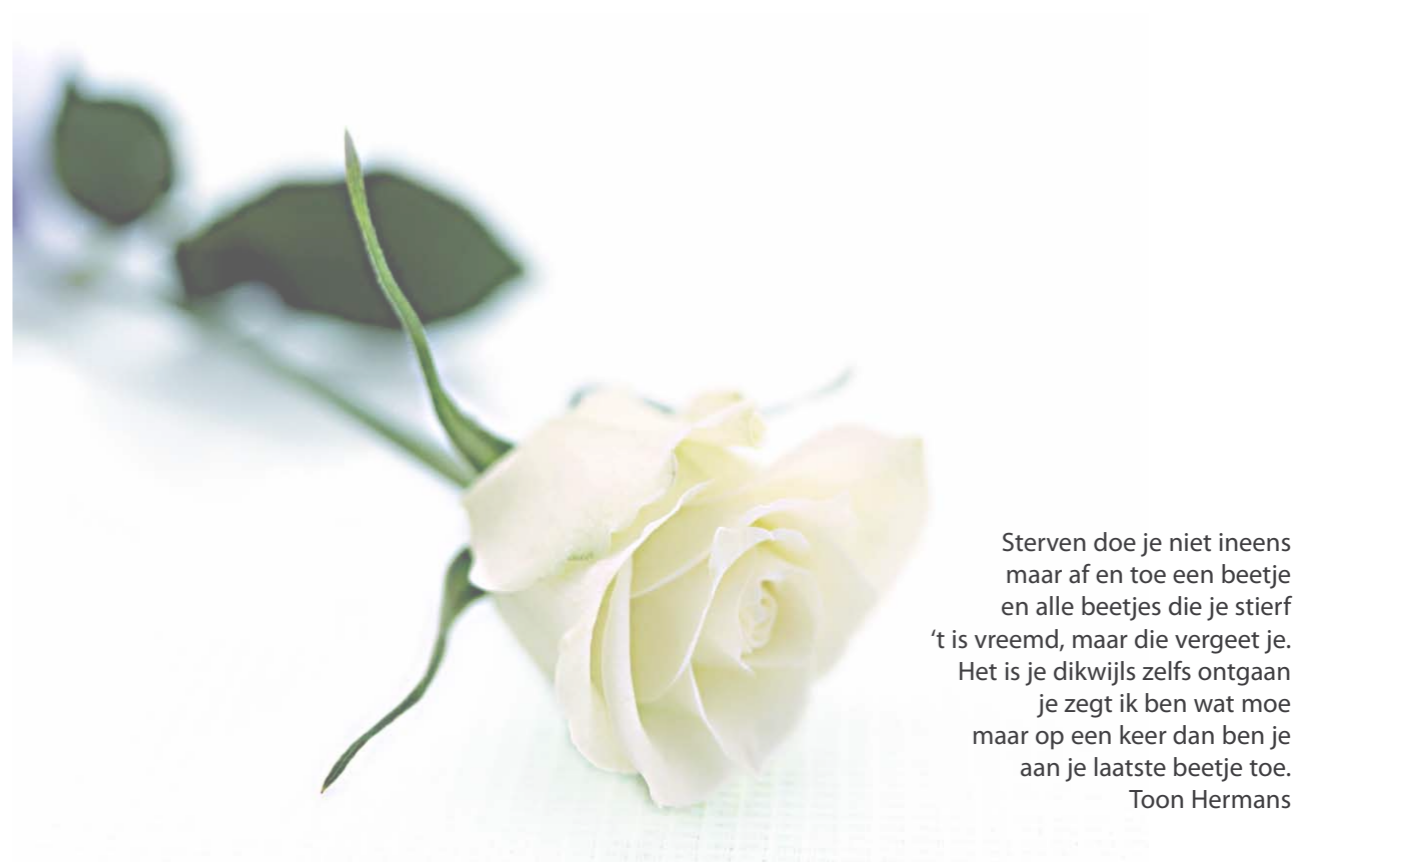 Sterven doe je niet ineens
maar af en toe een beetje
en alle beetjes die je stierf
‘t is vreemd, maar die vergeet je.
Het is je dikwijls zelfs ontgaan
je zegt ik ben wat moe
maar op een keer dan ben je
aan je laatste beetje toe.
Toon Hermans